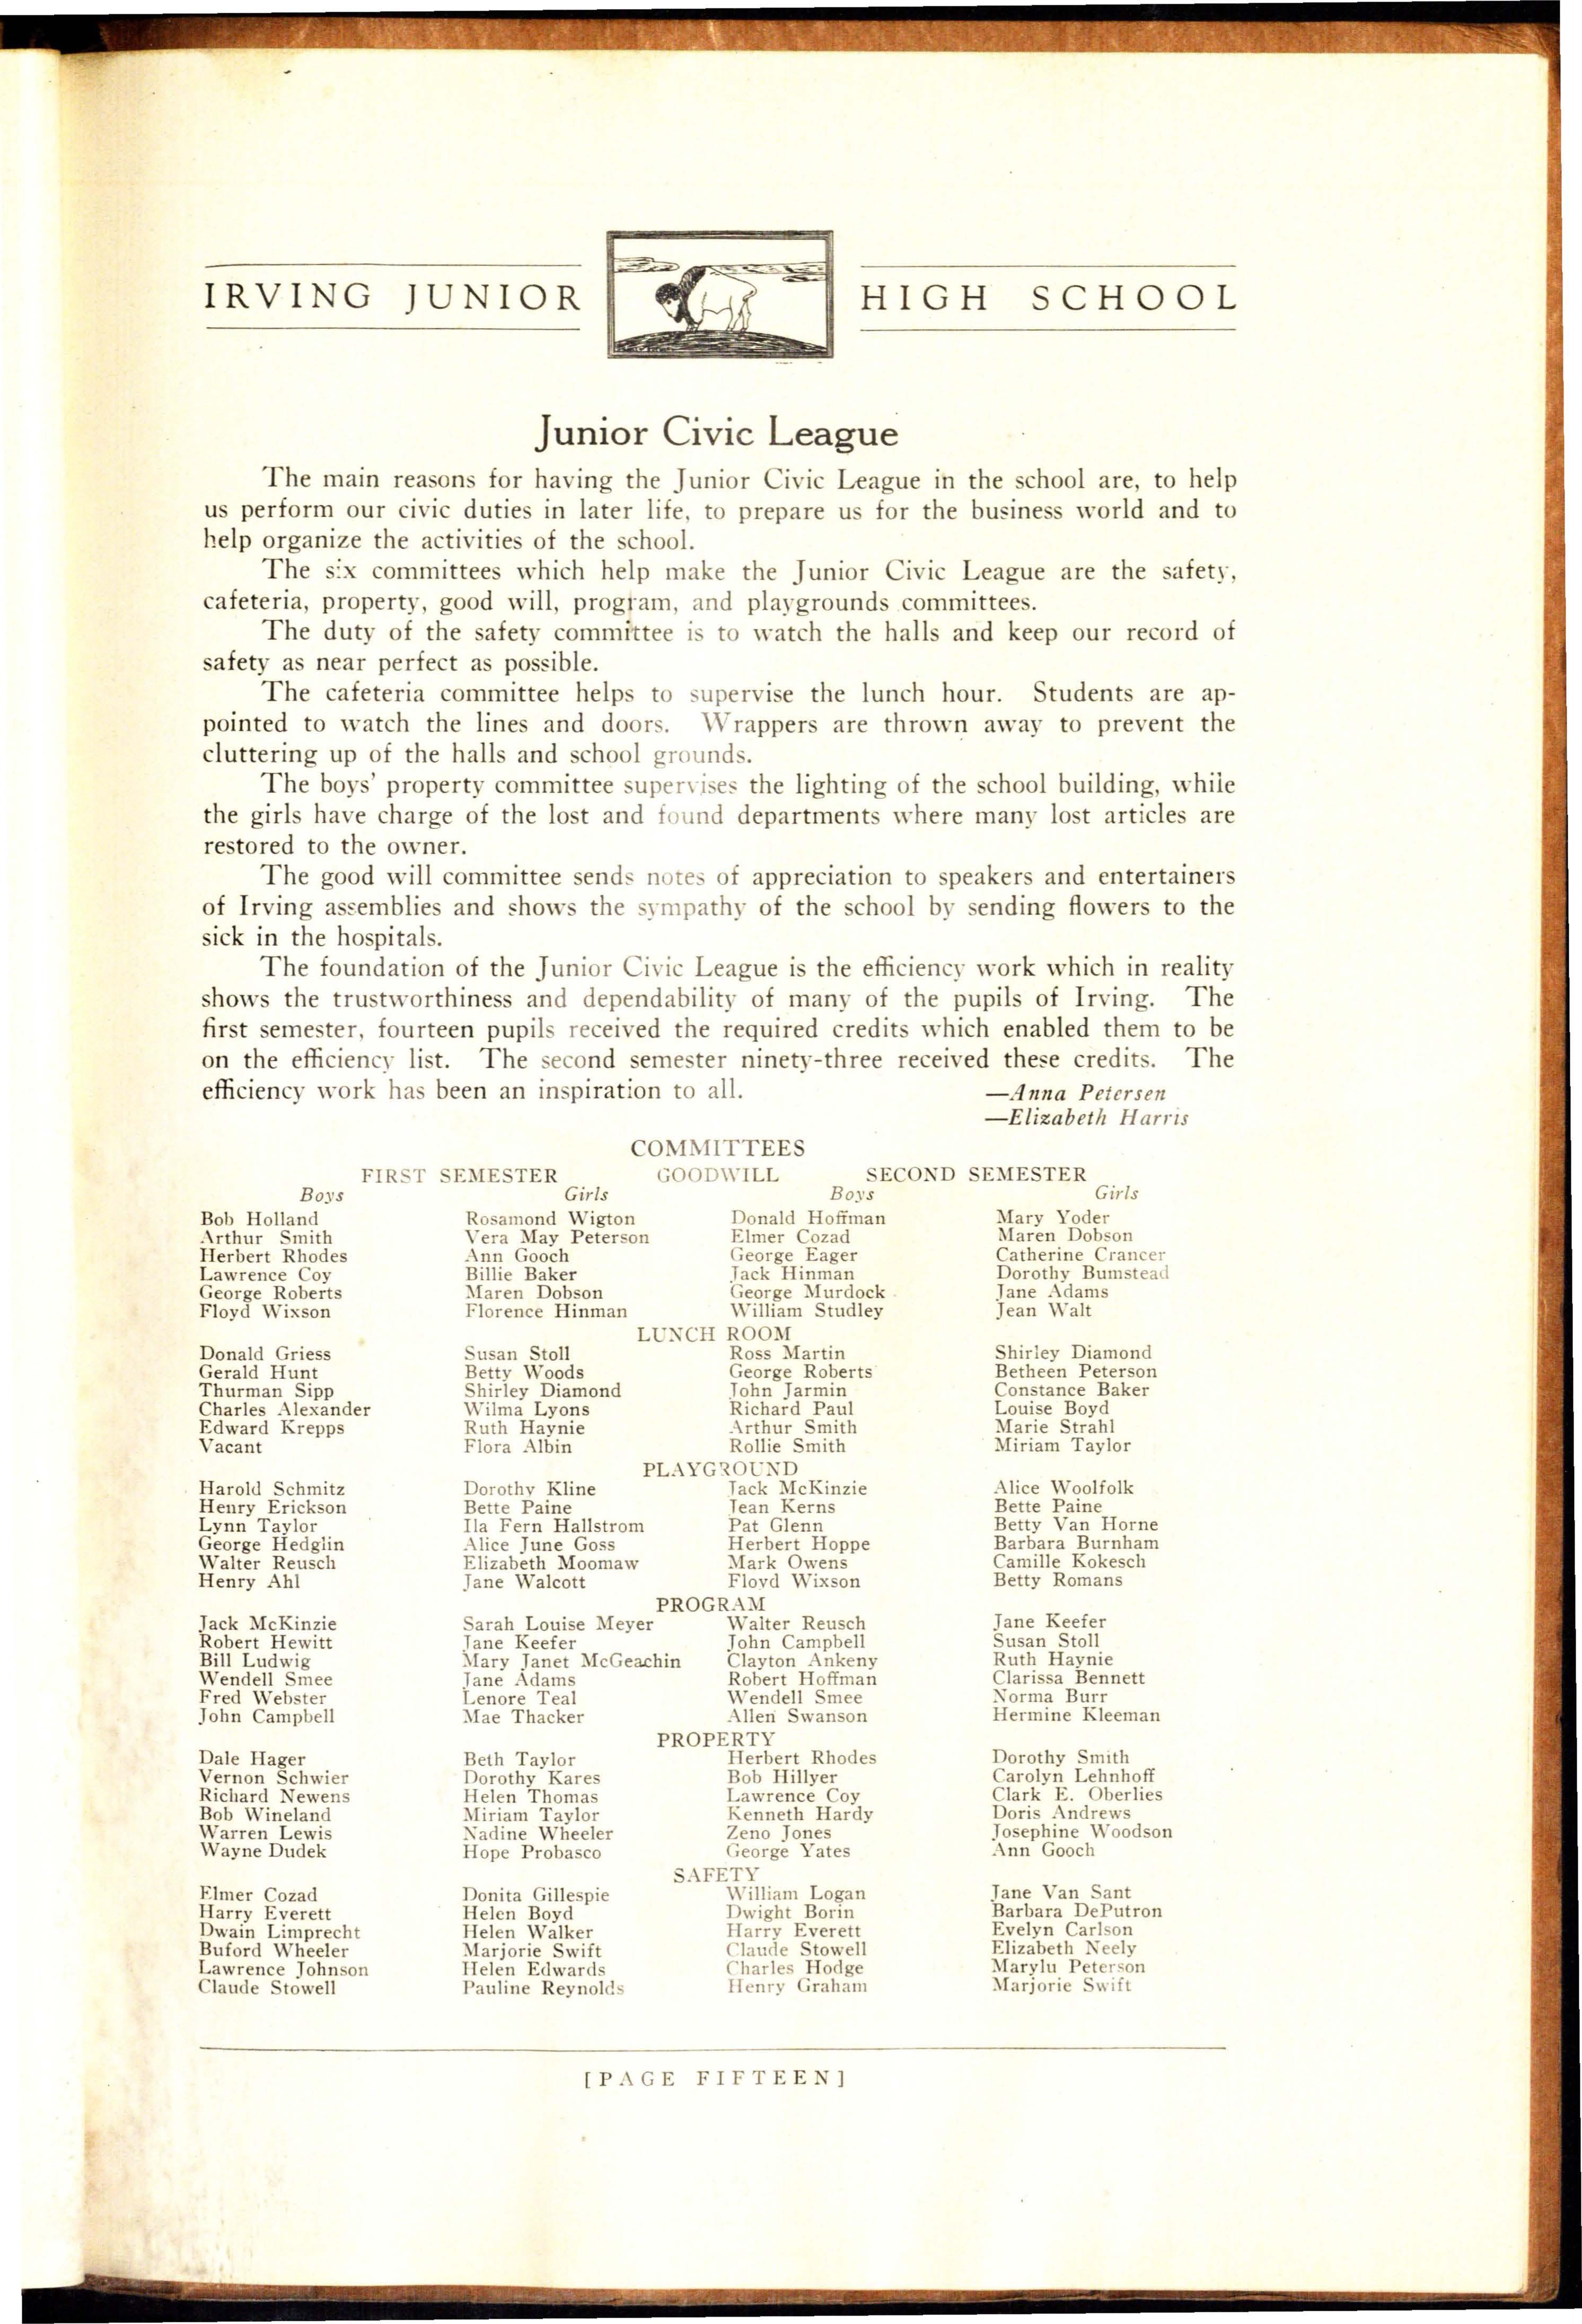 IRVING JUNIOR HIGH SCHOOL
Junior Civic League
The main reasons for having the Junior Civic League in the school are, to help
us perform our civic duties in later life, to prepare us for the business world and to
help organize the activities of the school.
The six committees which help make the Junior Civic League are the safety,
cafeteria, property, good will, program, and playgrounds committees.
The duty of the safety committee is to watch the halls and keep our record of
safety as near perfect as possible.
The cafeteria committee helps to supervise the lunch hour. Students are ap-
pointed to watch the lines and doors. Wrappers are thrown away to prevent the
cluttering up of the halls and school grounds.
The boys' property committee supervises the lighting of the school building, while
the girls have charge of the lost and found departments where many lost articles are
restored to the owner.
The good will committee sends notes of appreciation to speakers and entertainers
of Irving assemblies and shows the sympathy of the school by sending flowers to the
sick in the hospitals.
The foundation of the Junior Civic League is the efficiency work which in reality
shows the trustworthiness and dependability of many of the pupils of Irving. The
first semester, fourteen pupils received the required credits which enabled them to be
on the efficiency list. The second semester ninety-three received these credits. The
efficiency work has been an inspiration to all. —Anna Petersen
—Elizabeth Harris
COMMITTEES
FIRST SEMESTER GOODWILL SECOND SEMESTER
Boys Girls Boys Girls
Bob Holland Rosamond Wigton Donald Hoffman Mary Yoder
Arthur Smith Vera May Peterson Elmer Cozad Maren Dobson
Herbert Rhodes Ann Gooch George Eager Catherine Crancer
Lawrence Coy Billie Baker Jack Hinman Dorothy Bumstead
George Roberts Maren Dobson George Murdock Jane Adams
Floyd Wixson Florence Hinman William Studley Jean Walt
LUNCH ROOM
Donald Griess Susan Stoll Ross Martin Shirley Diamond
Gerald Hunt Betty Woods George Roberts Betheen Peterson
Thurman Sipp Shirley Diamond John Jarmin Constance Baker
Charles Alexander Wilma Lyons Richard Paul Louise Boyd
Edward Krepps Ruth Haynie Arthur Smith Marie Strahl
Vacant Flora Albin Rollie Smith Miriam Taylor
PLAYGROUND
Harold Schmitz Dorothy Kline Jack McKinzie Alice Woolfolk
Henry Erickson Bette Paine Jean Kerns Bette Paine
Lynn Taylor Ila Fern Hallstrom Pat Glenn Betty Van Horne
George Hedglin Alice June Goss Herbert Hoppe Barbara Burnham
Walter Reusch Elizabeth Moomaw Mark Owens Camille Kokesch
Henry Ahl Jane Walcott Floyd Wixson Betty Romans
PROGRAM
Jack McKinzie Sarah Louise Meyer Walter Reusch Jane Keefer
Robert Hewitt Jane Keefer John Campbell Susan Stoll
Bill Ludwig Mary Janet McGeachin Clayton Ankeny Ruth Haynie
Wendell Smee Jane Adams Robert Hoffman Clarissa Bennett
Fred Webster Lenore Teal Wendell Smee Norma Burr
John Campbell Mae Thacker Allen Swanson Hermine Kleeman
PROPERTY
Dale Hager Beth Taylor Herbert Rhodes Dorothy Smith
Vernon Schwier Dorothy Kares Bob Hillyer Carolyn Lehnhoff
Richard Newens Helen Thomas Lawrence Coy Clark E. Oberlies
Bob Wineland Miriam Taylor Kenneth Hardy Doris Andrews
Warren Lewis Nadine Wheeler Zeno Jones Josephine Woodson
Wayne Dudek Hope Probasco George Yates Ann Gooch
SAFETY
Elmer Cozad Donita Gillespie William Logan Jane Van Sant
Harry Everett Helen Boyd Dwight Borin Barbara DePutron
Dwain Limprecht Helen Walker Harry Everett Evelyn Carlson
Buford Wheeler Marjorie Swift Claude Stowell Elizabeth Neely
Lawrence Johnson Helen Edwards Charles Hodge Marylu Peterson
Claude Stowell Pauline Reynolds Henry Graham Marjorie Swift
[PAGE FIFTEEN]